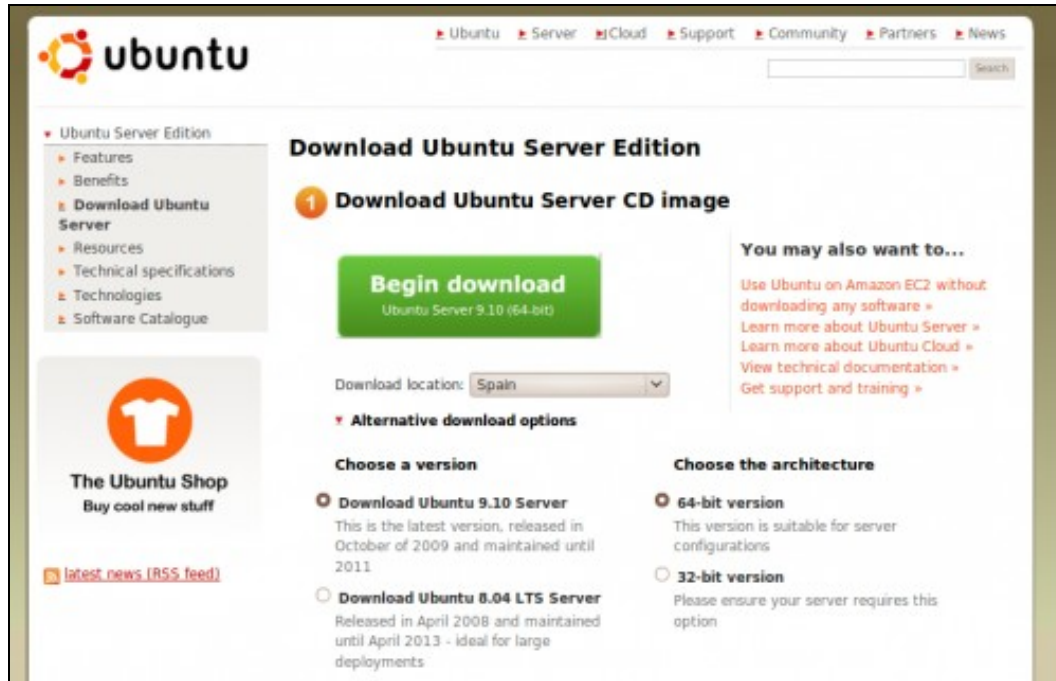 ubuntu
Ubuntu Server Cloud Support Community Partners News
Search
Ubuntu Server Edition
Features
Benefits
Download Ubuntu
Server
Resources
Technical specifications
Technologies
Software Catalogue
The Ubuntu Shop
Buy cool new stuff
latest news (RSS feed)
Download Ubuntu Server Edition
1 Download Ubuntu Server CD image
Begin download
Ubuntu Server 9.10 (64-bit)
Download location: Spain
Alternative download options
Choose a version
Download Ubuntu 9.10 Server
This is the latest version, released in
October of 2009 and maintained until
2011
Download Ubuntu 8.04 LTS Server
Released in April 2008 and maintained
until April 2013 - ideal for large
deployments
Choose the architecture
64-bit version
This version is suitable for server
configurations
32-bit version
Please ensure your server requires this
option
You may also want to...
Use Ubuntu on Amazon EC2 without
downloading any software »
Learn more about Ubuntu Server »
Learn more about Ubuntu Cloud »
View technical documentation »
Get support and training »